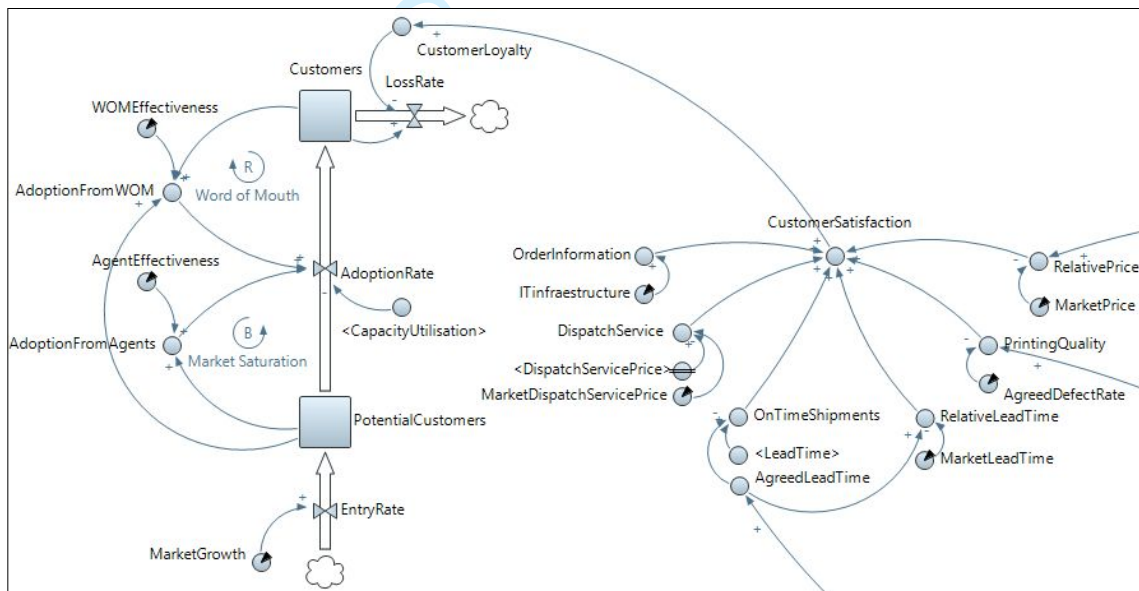 CustomerLoyalty
Customers
LossRate
WOMEffectiveness
R
Word of Mouth
AdoptionFromWOM
CustomerSatisfaction
OrderInformation
AgentEffectiveness
AdoptionRate
RelativePrice
ITinfraestructure
MarketPrice
<CapacityUtilisation>
B
DispatchService
AdoptionFromAgents
Market Saturation
PrintingQuality
<DispatchServicePrice>
MarketDispatchServicePrice
AgreedDefectRate
PotentialCustomers
OnTimeShipments
RelativeLeadTime
<LeadTime>
MarketLeadTime
AgreedLeadTime
EntryRate
MarketGrowth